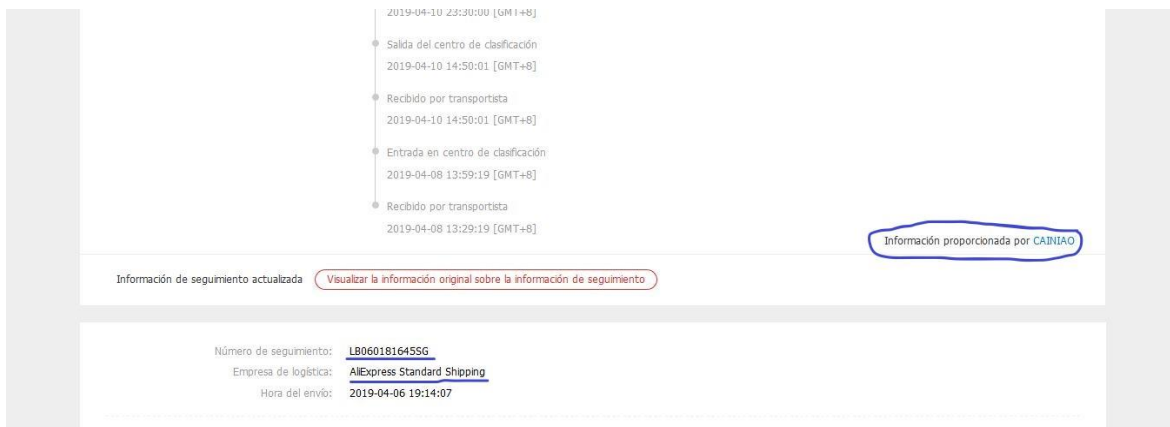 2019-04-10 23:30:00 [GMT+8]
Salida del centro de clasificación
2019-04-10 14:50:01 [GMT+8]
Recibido por transportista
2019-04-10 14:50:01 [GMT+8]
Entrada en centro de clasificación
2019-04-08 13:59:19 [GMT+8]
Recibido por transportista
2019-04-08 13:29:19 [GMT+8]
Información proporcionada por CAINIAO
Información de seguimiento actualizada Visualizar la información original sobre la información de seguimiento
Número de seguimiento: LB060181645SG
Empresa de logística: AliExpress Standard Shipping
Hora del envío: 2019-04-06 19:14:07